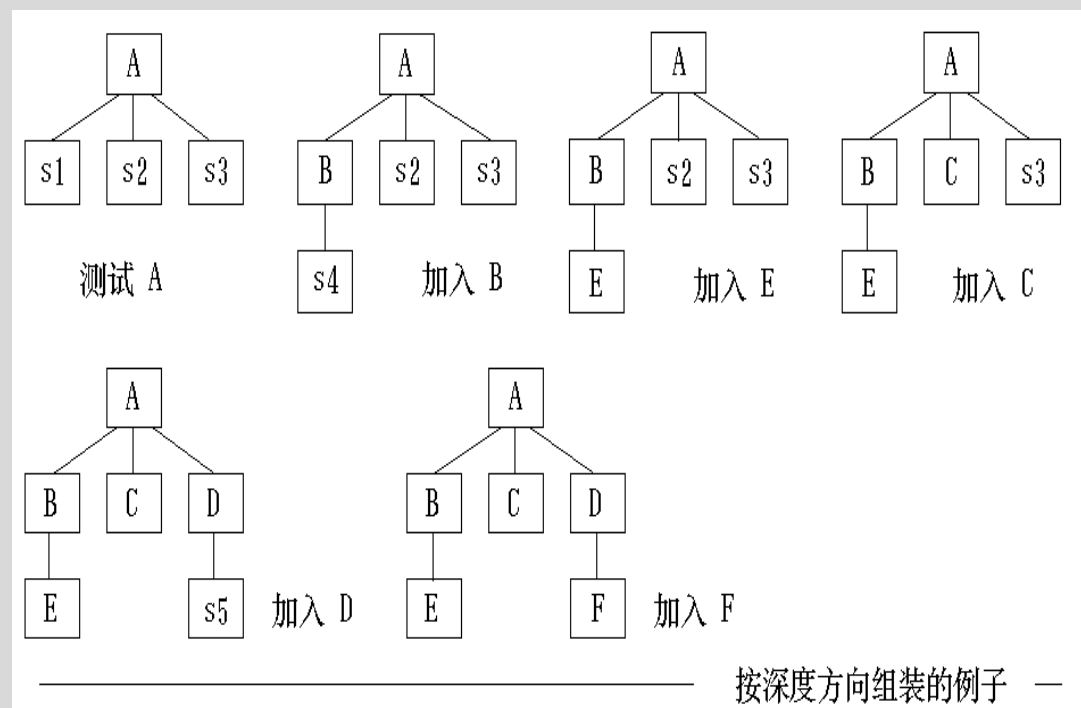 A A A A
s1 s2 s3 B s2 s3 B s2 s3 B C s3
测试 A s4 加入 B E 加入 E E 加入 C
A A
B C D B C D
E s5 加入 D E F 加入 F
按深度方向组装的例子